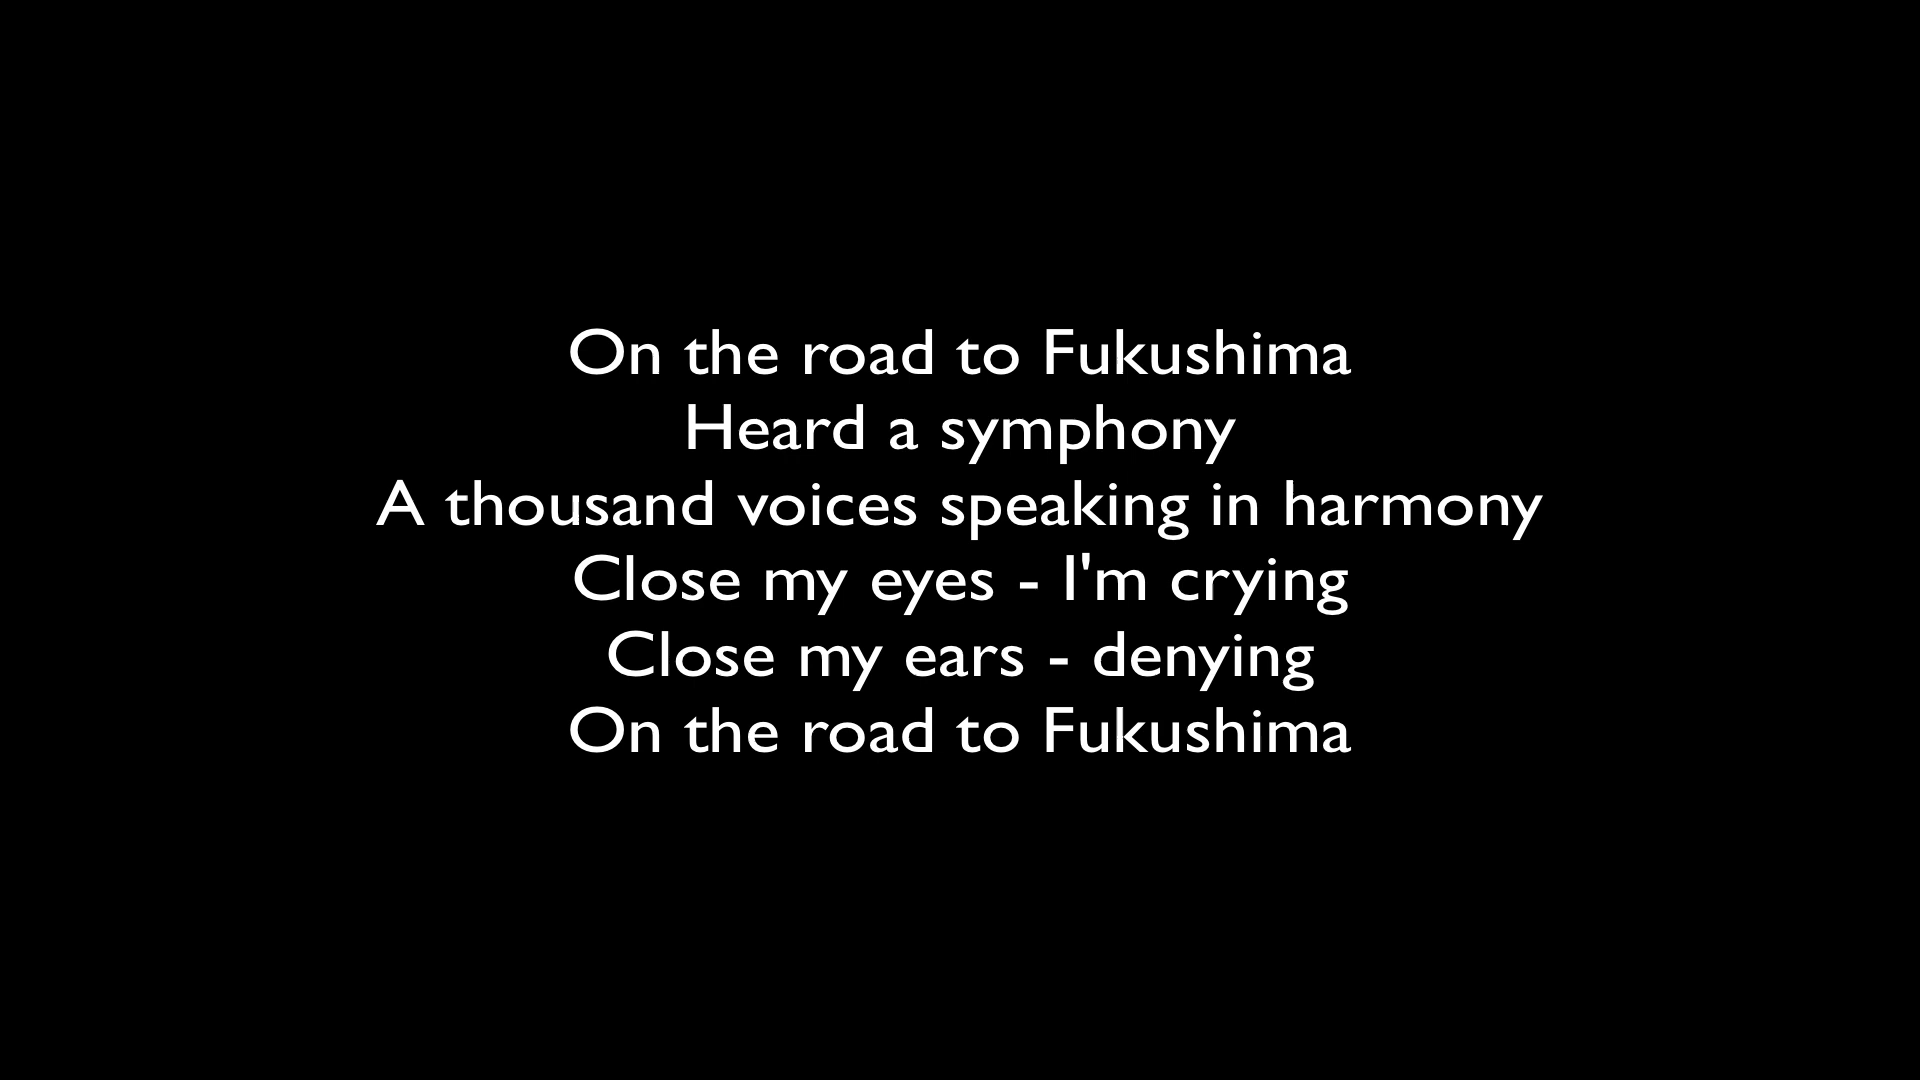 On the road to Fukushima
Heard a symphony
A thousand voices speaking in harmony
Close my eyes - I'm crying
Close my ears - denying
On the road to Fukushima